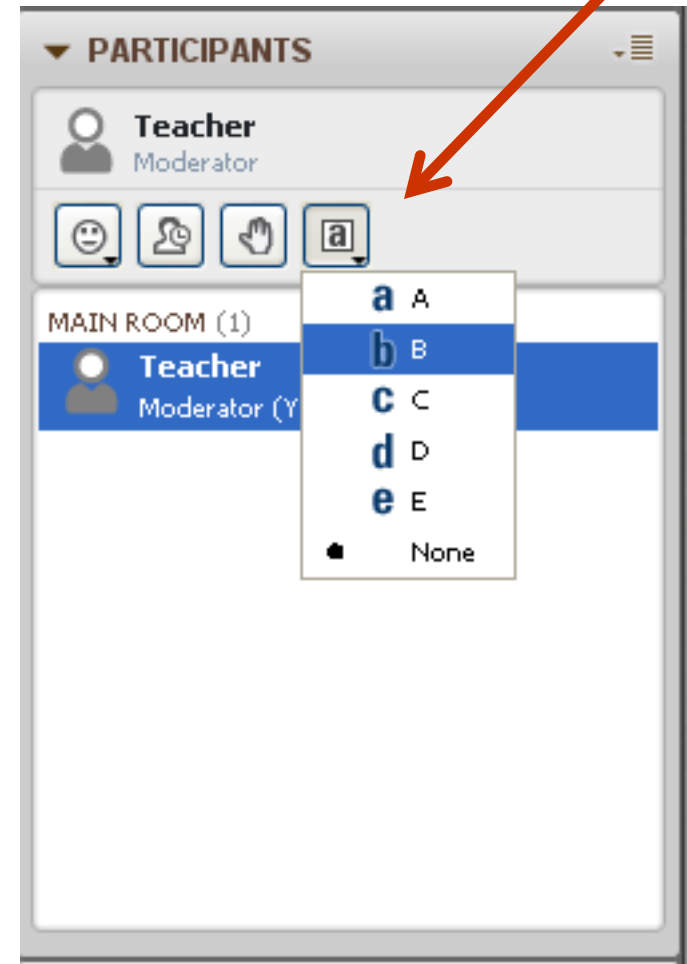 PARTICIPANTS
Teacher
Moderator
a
MAIN ROOM (1)
Teacher
Moderator (Y
a A
b B
c C
d D
e E
None